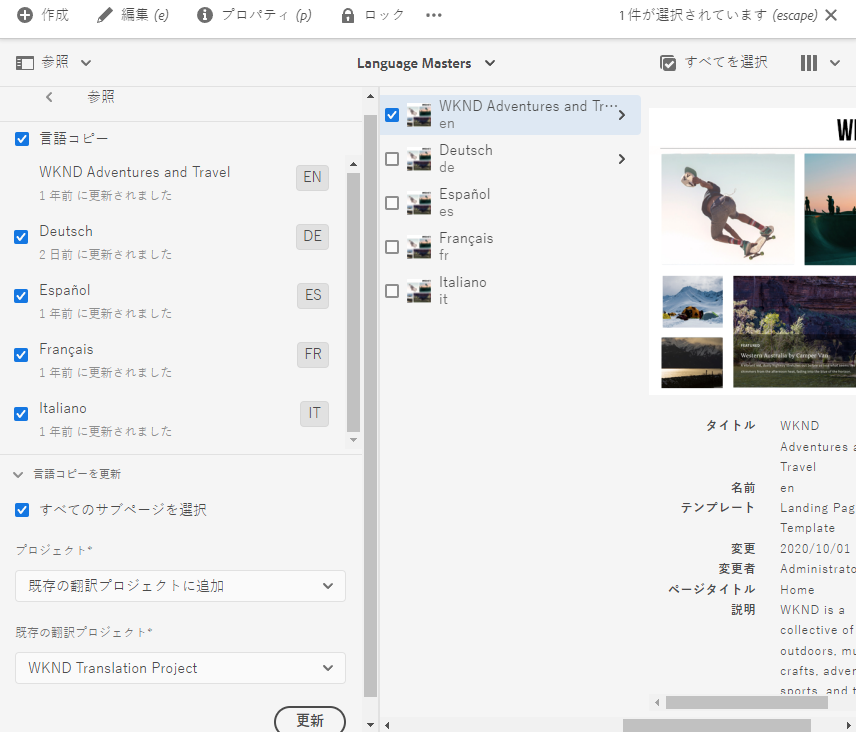 作成 編集 (e) プロパティ (p) ロック 1 件が選択されています (escape)
参照 Language Masters すべてを選択
参照
言語コピー
WKND Adventures and Travel EN
1 年前 に更新されました
Deutsch DE
2 日前 に更新されました
Español ES
1 年前 に更新されました
Français FR
1 年前 に更新されました
Italiano IT
1 年前 に更新されました
言語コピーを更新
すべてのサブページを選択
プロジェクト*
既存の翻訳プロジェクトに追加
既存の翻訳プロジェクト*
WKND Translation Project
更新
WKND Adventures and Tr…
en
Deutsch
de
Español
es
Français
fr
Italiano
it
FEATURED
Western Australia by Camper Van
タイトル WKND
Adventures a
Travel
名前 en
テンプレート Landing Pag
Template
変更 2020/10/01
変更者 Administrato
ページタイトル Home
説明 WKND is a
collective of
outdoors, mu
crafts, adver
sports, and t